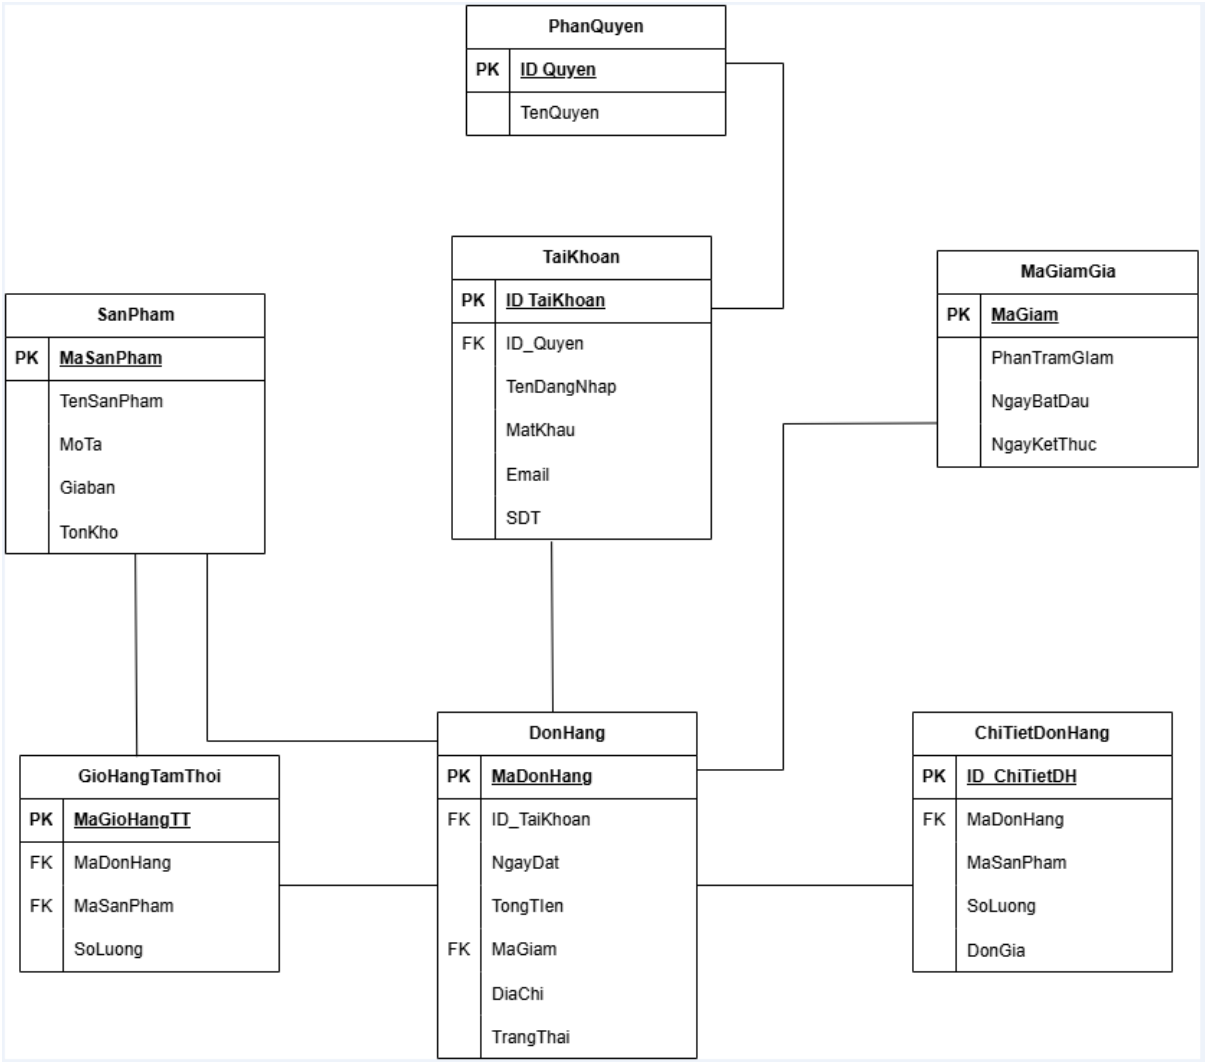 PhanQuyen
PK ID Quyen
TenQuyen
TaiKhoan
PK ID TaiKhoan
FK ID_Quyen
TenDangNhap
MatKhau
Email
SDT
MaGiamGia
PK MaGiam
PhanTramGIam
NgayBatDau
NgayKetThuc
SanPham
PK MaSanPham
TenSanPham
MoTa
Giaban
TonKho
GioHangTamThoi
PK MaGioHangTT
FK MaDonHang
FK MaSanPham
SoLuong
DonHang
PK MaDonHang
FK ID_TaiKhoan
NgayDat
TongTIen
FK MaGiam
DiaChi
TrangThai
ChiTietDonHang
PK ID_ChiTietDH
FK MaDonHang
MaSanPham
SoLuong
DonGia